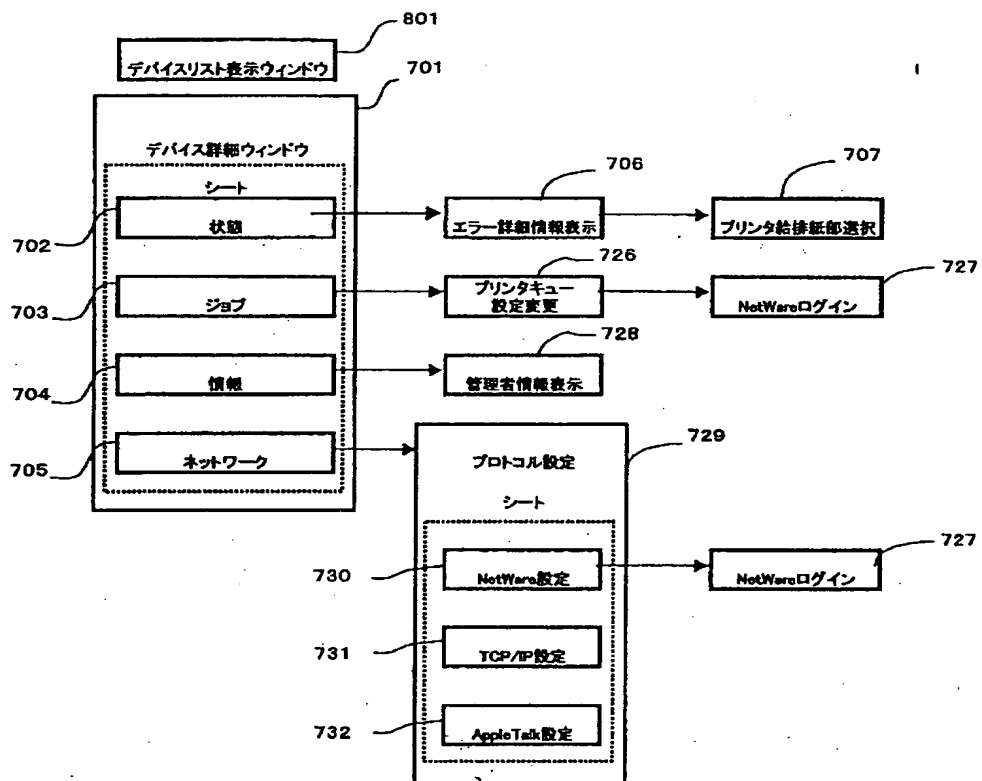 801
デバイスリスト表示ウィンドウ
701
デバイス詳細ウィンドウ
シート
702
状態
706
エラー詳細情報表示
707
プリンタ給排紙部選択
703
ジョブ
726
プリンタキュー
設定変更
727
NetWareログイン
704
情報
728
管理者情報表示
705
ネットワーク
729
プロトコル設定
シート
730
NetWare設定
727
NetWareログイン
731
TCP/IP設定
732
AppleTalk設定